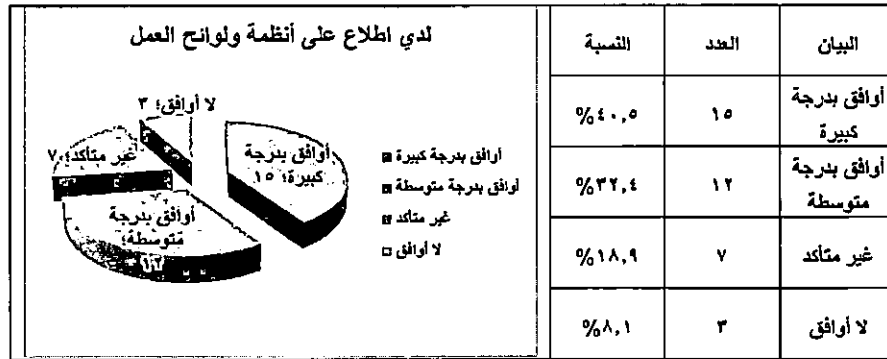 البيان العدد النسبة
أوافق بدرجة كبيرة ١٥ %٤٠,٥
أوافق بدرجة متوسطة ١٢ %٣٢,٤
غير متأكد ٧ %١٨,٩
لا أوافق ٣ %٨,١
لدي اطلاع على أنظمة ولوائح العمل
لا أوافق؛ ٣
أوافق بدرجة
كبيرة؛ ١٥
غير متأكد؛ ٧
أوافق بدرجة
متوسطة؛
١٢
أوافق بدرجة كبيرة
أوافق بدرجة متوسطة
غير متأكد
لا أوافق